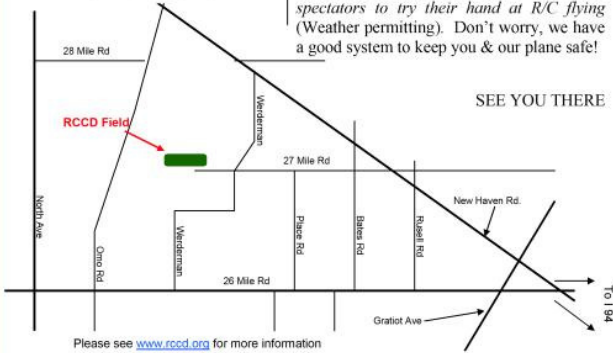 spectators to try their hand at R/C flying
(Weather permitting). Don't worry, we have
a good system to keep you & our plane safe!
SEE YOU THERE
28 Mile Rd
RCCD Field
Werderman
27 Mile Rd
North Ave
Omo Rd
Werderman
Place Rd
Bates Rd
Rusell Rd
New Haven Rd.
26 Mile Rd
Gratiot Ave
To I 94
Please see www.rccd.org for more information